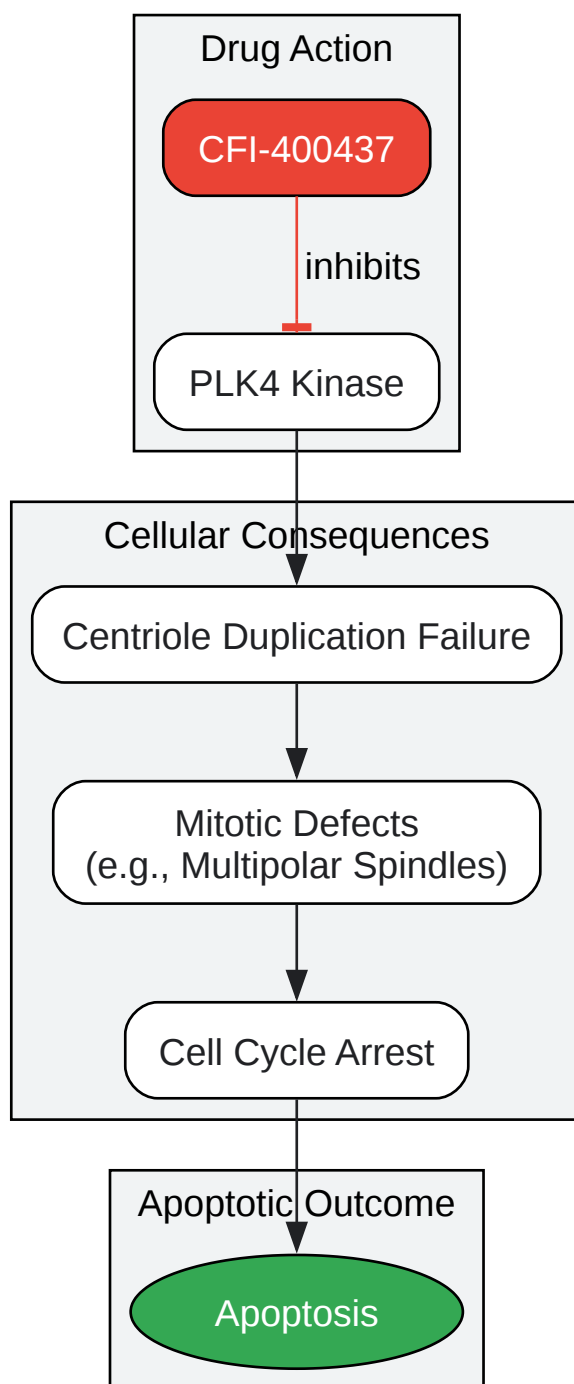 Drug Action
CFI-400437
inhibits
PLK4 Kinase
Cellular Consequences
Centriole Duplication Failure
Mitotic Defects
(e.g., Multipolar Spindles)
Cell Cycle Arrest
Apoptotic Outcome
Apoptosis